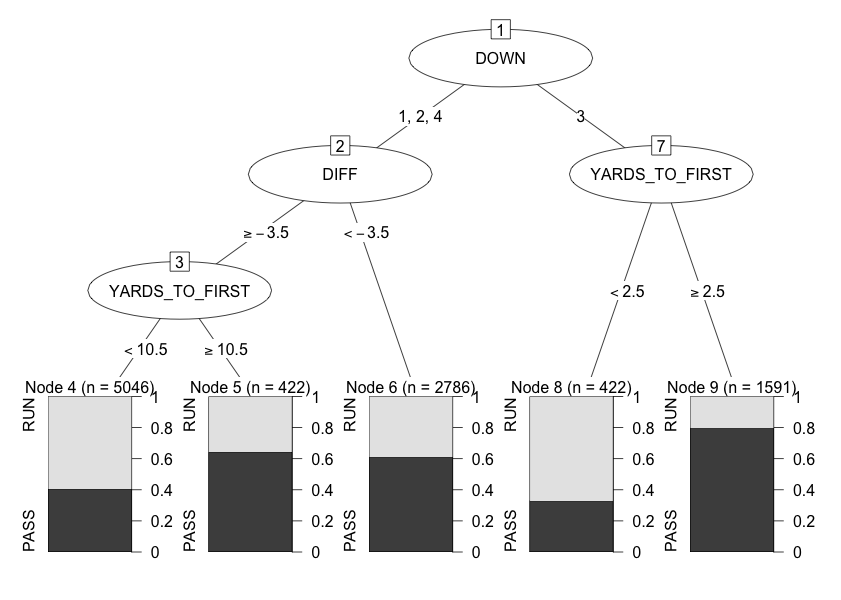 1
DOWN
1, 2, 4
3
2
DIFF
7
YARDS_TO_FIRST
≥ −3.5
< −3.5
3
YARDS_TO_FIRST
< 2.5
≥ 2.5
< 10.5
≥ 10.5
Node 4 (n = 5046)
RUN
PASS
1
0.8
0.6
0.4
0.2
0
Node 5 (n = 422)
RUN
PASS
1
0.8
0.6
0.4
0.2
0
Node 6 (n = 2786)
RUN
PASS
1
0.8
0.6
0.4
0.2
0
Node 8 (n = 422)
RUN
PASS
1
0.8
0.6
0.4
0.2
0
Node 9 (n = 1591)
RUN
PASS
1
0.8
0.6
0.4
0.2
0